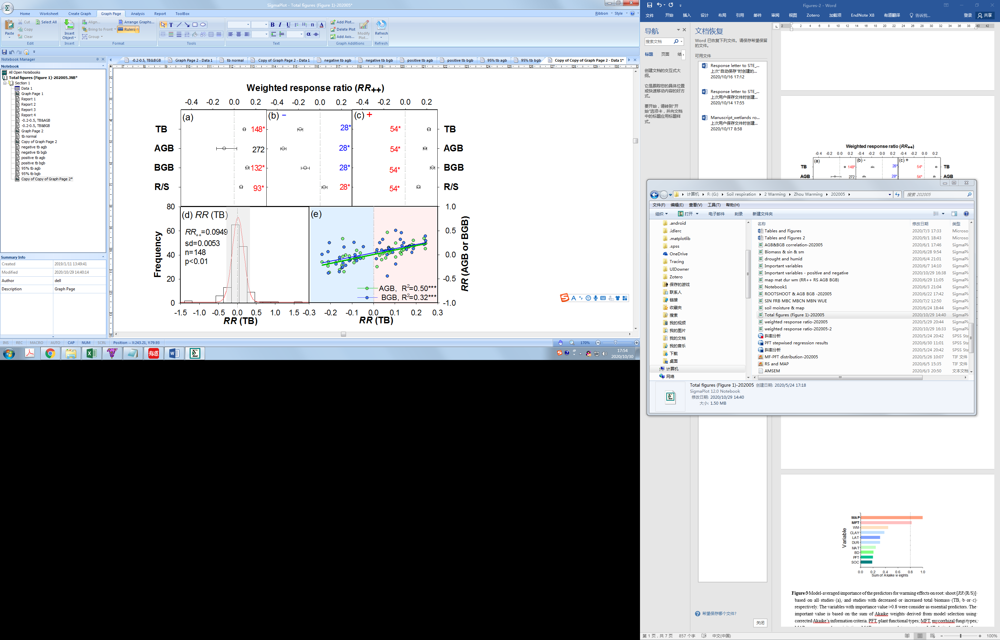 SigmaPlot - Total figures (Figure 1)-202005*
Home Worksheet Create Graph Graph Page Analysis Report ToolBox
Ribbon Style
Paste Cut Copy Clear Select All
Edit
Insert Object
Insert
Align... Bring to Front Group Arrange Graphs... Rulers
Format
Tools
Text
Add Plot... Delete Plot Add Axis... Modify Plot...
Graph Additions
Refresh
Refresh
Notebook Manager
Notebook
All Open Notebooks
Total figures (Figure 1)-202005.JNB*
Section 1
Data 1
Graph Page 1
Report 1
Report 2
Report 3
Report 4
-0.2-0.5, TB&AGB
-0.2-0.5, TB&BGB
Graph Page 2
tb normal
Copy of Graph Page 2
negative tb agb
negative tb bgb
positive tb agb
positive tb bgb
95% tb agb
95% tb bgb
Copy of Copy of Graph Page 2*
Summary Info
Created 2019/1/11 13:49:41
Modified 2020/10/29 14:40:14
Author dell
Description Graph Page
-0.2-0.5, TB&BGB Graph Page 2 - Data 1 tb normal Copy of Graph Page 2 - Data 1 negative tb agb negative tb bgb positive tb agb positive tb bgb 95% tb agb 95% tb bgb Copy of Copy of Graph Page 2 - Data 1*
Weighted response ratio (RR++)
-0.4 -0.2 0.0 0.2 -0.4 -0.2 0.0 0.2 -0.4 -0.2 0.0 0.2
(a) (b) − (c) +
TB 148* 28* 54* TB
AGB 272 28* 54* AGB
BGB 132* 28* 54* BGB
R/S 93* 28* 54* R/S
80 60 40 20 0
Frequency
(d) RR (TB)
RR++=0.0949
sd=0.0053
n=148
p<0.01
-1.5 -1.0 -0.5 0.0 0.5 1.0 1.5
RR (TB)
(e)
AGB, R2=0.50***
BGB, R2=0.32***
1.0 0.5 0.0 -0.5 -1.0
RR (AGB or BGB)
-0.3 -0.2 -0.1 0.0 0.1 0.2 0.3
RR (TB)
INS REC MACRO AUTO CAP NUM SCRL Position -- X:243.21, Y:79.93
170%
有道
17:54
2020/10/30
Figures-2 - Word
文件 开始 插入 设计 布局 引用 邮件 审阅 视图 Zotero 加载项 EndNote X8 有道翻译 告诉我... 登录 共享
导航
搜索文档
标题 页面 结
创建文档的交互式大纲。
它是跟踪您的具体位置或快速移动内容的好方式。
要开始，请转到“开始”选项卡，并向文档中的标题应用标题样式。
文档恢复
Word 已恢复下列文件。请保存希望保留的文件。
可用文件
Response letter to STE_...
上次“自动保存”时创建的...
2020/10/16 17:12
Response letter to STE_...
上次用户保存文件时创建...
2020/10/14 17:55
Manuscript_wetlands ro...
上次用户保存文件时创建...
2020/10/17 8:58
2 2 4 6 8 10 12 14 16 18 20 22 24 26 28 30 32 34 36 38 40 42
Weighted response ratio (RR++)
-0.4 -0.2 0.0 0.2 -0.4 -0.2 0.0 0.2 -0.4 -0.2 0.0 0.2
(a) (b) - (c) +
TB 148* 28* 54* TB
AGB 272 28* 54* AGB
计算机 F: (G:) Soil respiration 2 Warming Zhou Warming 202005
搜索 202005
文件(F) 编辑(E) 查看(V) 工具(T) 帮助(H)
组织 打开 电子邮件 刻录 新建文件夹
.android
.idlerc
.matplotlib
.spss
OneDrive
Tracing
UIDowner
Zotero
保存的游戏
联系人
链接
收藏夹
搜索
我的视频
我的图片
我的文档
我的音乐
下载
桌面
计算机
网络
名称 修改日期 类型
Tables and Figures 2020/7/3 17:33 Microso
Tables and Figures 2 2020/9/1 18:43 Microso
AGB&BGB correlation-202005 2020/6/1 17:46 SigmaPl
Biomass & sin & sm 2020/6/28 9:54 SigmaPl
drought and humid 2020/6/4 21:01 SigmaPl
Important variables 2020/6/7 14:10 SigmaPl
Important variables - positive and negative 2020/10/29 16:38 SigmaPl
map mat dur wm (RR++ RS AGB BGB) 2020/6/29 11:05 SigmaPl
Notebook1 2020/6/3 21:04 SigmaPl
ROOTSHOOT & AGB BGB -202005 2020/6/22 17:42 SigmaPl
SIN FRB MBC MBCN MBN WUE 2020/7/2 12:50 SigmaPl
soil moisture & map 2020/6/24 18:44 SigmaPl
Total figures (Figure 1)-202005 2020/10/29 14:40 SigmaPl
weighted response ratio-202005 2020/5/29 20:44 SigmaPl
weighted response ratio-202005-2 2020/10/29 16:33 SigmaPl
斜率分析 2020/5/24 20:42 SPSS Sta
PFT stepwised regression results 2020/6/30 11:01 SPSS Sta
斜率分析 2020/5/24 20:42 SPSS Sta
MF-PFT distribution-202005 2020/5/26 10:07 TIF 文件
RS and MAP 2020/6/5 15:35 TIF 文件
AMSEM 2020/6/3 20:50 文本文档
Total figures (Figure 1)-202005 创建日期: 2020/5/24 17:18
SigmaPlot 12.0 Notebook
修改日期: 2020/10/29 14:40
大小: 1.50 MB
Variable
MAP
MFT
WM
CLAY
LAT
DUR
MAT
BD
PFT
SOC
0.0 0.2 0.4 0.6 0.8 1.0
Sum of Akaike weights
Figure 3 Model-averaged importance of the predictors for warming effects on root: shoot [RR (R/S)]
based on all studies (a), and studies with decreased or increased total biomass (TB, b or c)
respectively. The variables with importance value >0.8 were consider as essential predictors. The
important value is based on the sum of Akaike weights derived from model selection using
corrected Akaike's information criteria. PFT, plant functional types; MFT, mycorrhizal fungi types;
希望保存哪个文件?
关闭
第 1 页，共 7 页 857 个字 中文(中国) 100%